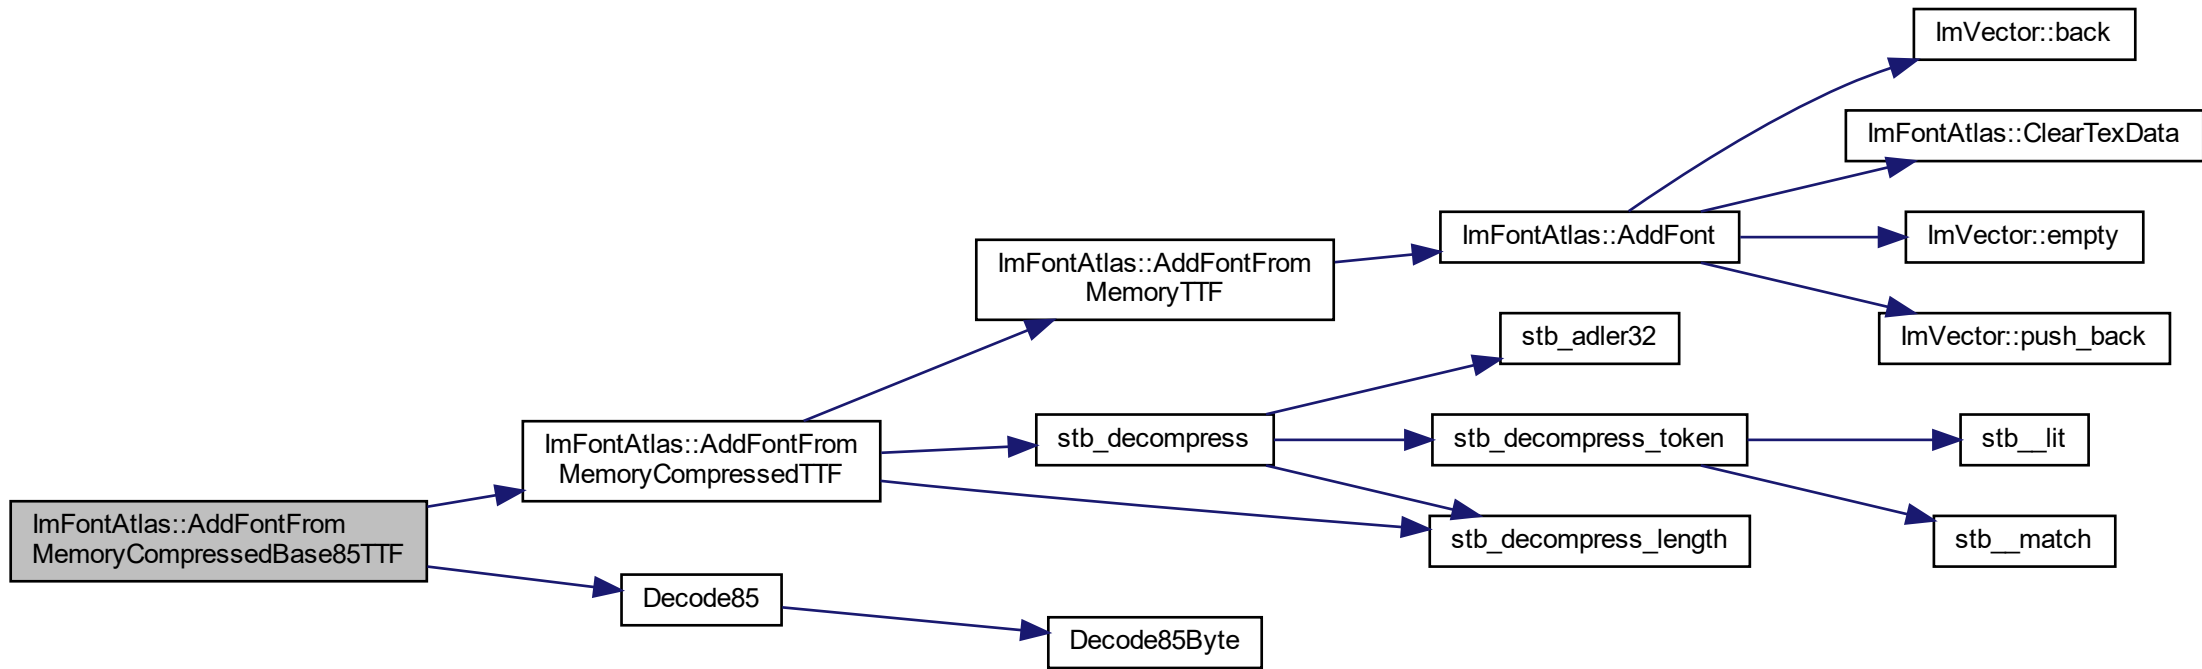 ImVector::back
ImFontAtlas::ClearTexData
ImFontAtlas::AddFont
ImVector::empty
ImFontAtlas::AddFontFrom
MemoryTTF
ImVector::push_back
stb_adler32
ImFontAtlas::AddFontFrom
MemoryCompressedTTF
stb_decompress
stb_decompress_token
stb__lit
ImFontAtlas::AddFontFrom
MemoryCompressedBase85TTF
stb_decompress_length
stb__match
Decode85
Decode85Byte